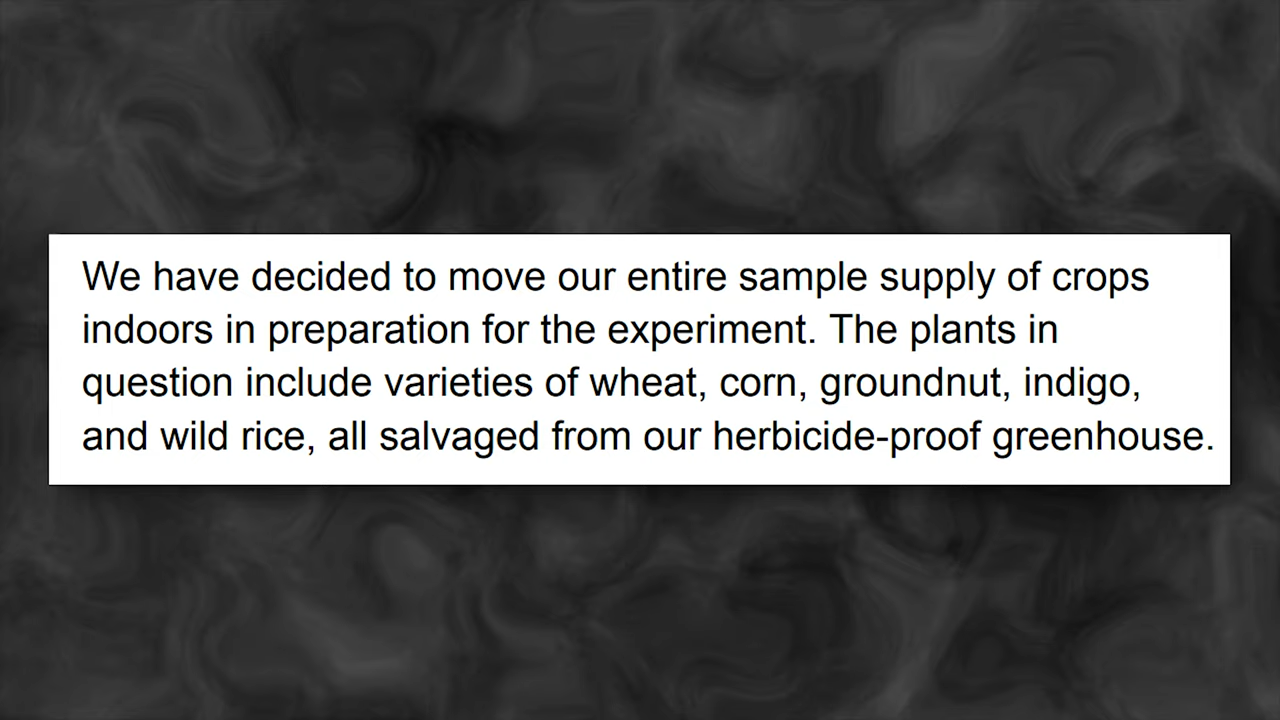 We have decided to move our entire sample supply of crops
indoors in preparation for the experiment. The plants in
question include varieties of wheat, corn, groundnut, indigo,
and wild rice, all salvaged from our herbicide-proof greenhouse.